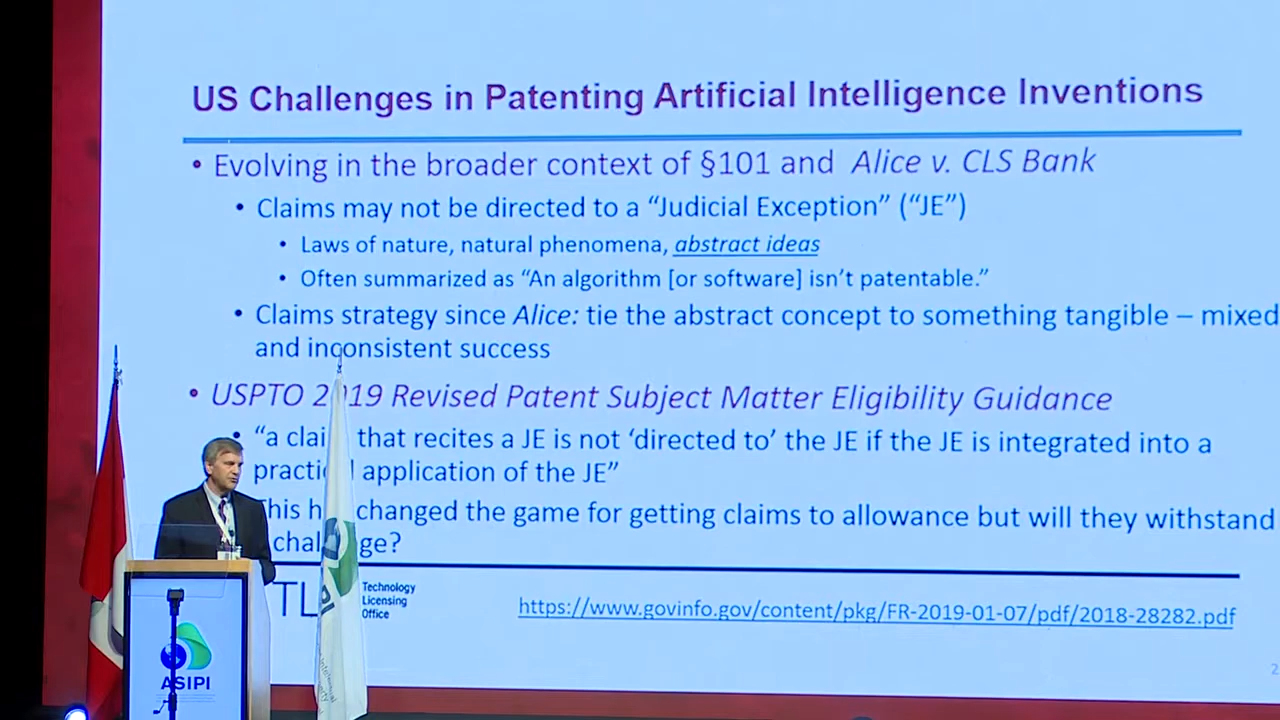 US Challenges in Patenting Artificial Intelligence Inventions
• Evolving in the broader context of §101 and Alice v. CLS Bank
• Claims may not be directed to a “Judicial Exception” (“JE”)
• Laws of nature, natural phenomena, abstract ideas
• Often summarized as “An algorithm [or software] isn’t patentable.”
• Claims strategy since Alice: tie the abstract concept to something tangible – mixed
and inconsistent success
• USPTO 2019 Revised Patent Subject Matter Eligibility Guidance
• “a claim that recites a JE is not ‘directed to’ the JE if the JE is integrated into a
practical application of the JE”
This has changed the game for getting claims to allowance but will they withstand
challenge?
TL
Technology
Licensing
Office
https://www.govinfo.gov/content/pkg/FR-2019-01-07/pdf/2018-28282.pdf
2
ASIPI